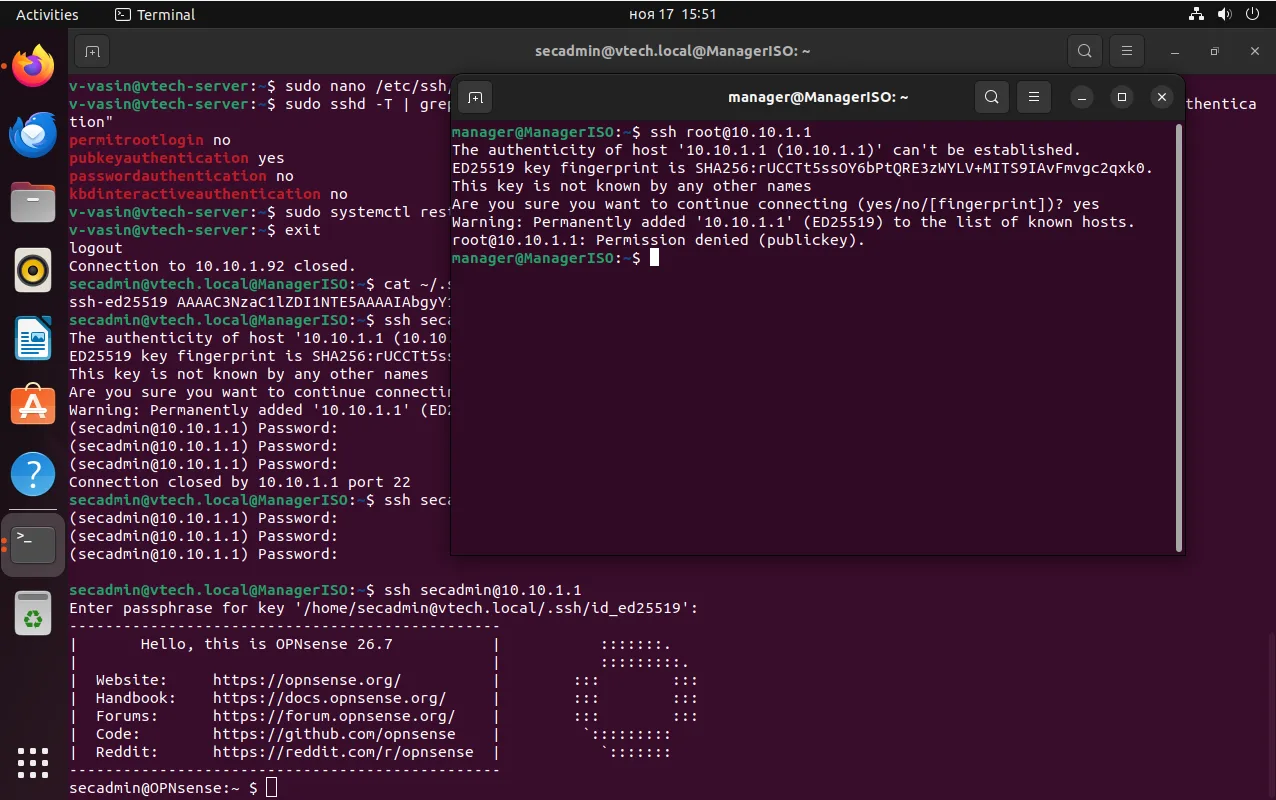 Activities
Terminal
ноя 17 15:51
secadmin@vtech.local@ManagerISO: ~
v-vasin@vtech-server:~$ sudo nano /etc/ssh/
v-vasin@vtech-server:~$ sudo sshd -T | grep
thentica
tion"
permitrootlogin no
pubkeyauthentication yes
passwordauthentication no
kbdinteractiveauthentication no
v-vasin@vtech-server:~$ sudo systemctl rest
v-vasin@vtech-server:~$ exit
logout
Connection to 10.10.1.92 closed.
secadmin@vtech.local@ManagerISO:~$ cat ~/.s
ssh-ed25519 AAAAC3NzaC1lZDI1NTE5AAAAIAbgyY
secadmin@vtech.local@ManagerISO:~$ ssh seca
The authenticity of host '10.10.1.1 (10.10.
ED25519 key fingerprint is SHA256:rUCCTt5ss
This key is not known by any other names
Are you sure you want to continue connectin
Warning: Permanently added '10.10.1.1' (ED2
(secadmin@10.10.1.1) Password:
(secadmin@10.10.1.1) Password:
(secadmin@10.10.1.1) Password:
Connection closed by 10.10.1.1 port 22
secadmin@vtech.local@ManagerISO:~$ ssh seca
(secadmin@10.10.1.1) Password:
(secadmin@10.10.1.1) Password:
(secadmin@10.10.1.1) Password:
secadmin@vtech.local@ManagerISO:~$ ssh secadmin@10.10.1.1
Enter passphrase for key '/home/secadmin@vtech.local/.ssh/id_ed25519':
------------------------------------------------
|       Hello, this is OPNsense 26.7           |           :::::::.
|                                              |           :::::::::.
|  Website:     https://opnsense.org/          |        :::        :::
|  Handbook:    https://docs.opnsense.org/     |        :::        :::
|  Forums:      https://forum.opnsense.org/    |        :::        :::
|  Code:        https://github.com/opnsense    |         `:::::::::
|  Reddit:      https://reddit.com/r/opnsense  |           `:::::::
------------------------------------------------
secadmin@OPNsense:~ $
manager@ManagerISO: ~
manager@ManagerISO:~$ ssh root@10.10.1.1
The authenticity of host '10.10.1.1 (10.10.1.1)' can't be established.
ED25519 key fingerprint is SHA256:rUCCTt5ssOY6bPtQRE3zWYLV+MITS9IAvFmvgc2qxk0.
This key is not known by any other names
Are you sure you want to continue connecting (yes/no/[fingerprint])? yes
Warning: Permanently added '10.10.1.1' (ED25519) to the list of known hosts.
root@10.10.1.1: Permission denied (publickey).
manager@ManagerISO:~$